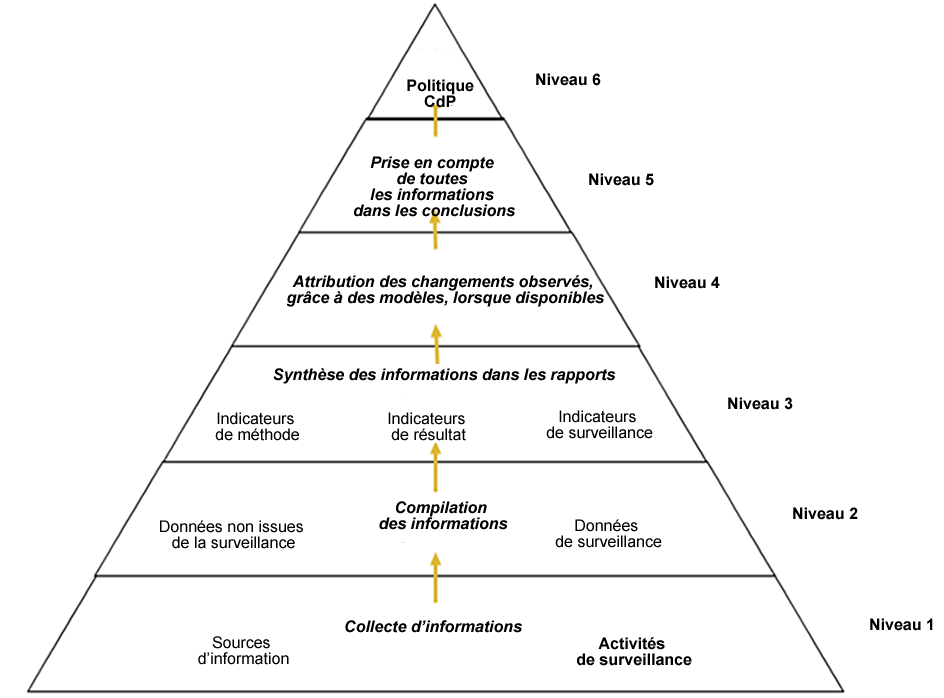 Politique
CdP
Niveau 6
Prise en compte
de toutes
les informations
dans les conclusions
Niveau 5
Attribution des changements observés,
grâce à des modèles, lorsque disponibles
Niveau 4
Synthèse des informations dans les rapports
Niveau 3
Indicateurs
de méthode
Indicateurs
de résultat
Indicateurs
de surveillance
Compilation
des informations
Niveau 2
Données non issues
de la surveillance
Données
de surveillance
Collecte d’informations
Niveau 1
Sources
d’information
Activités
de surveillance